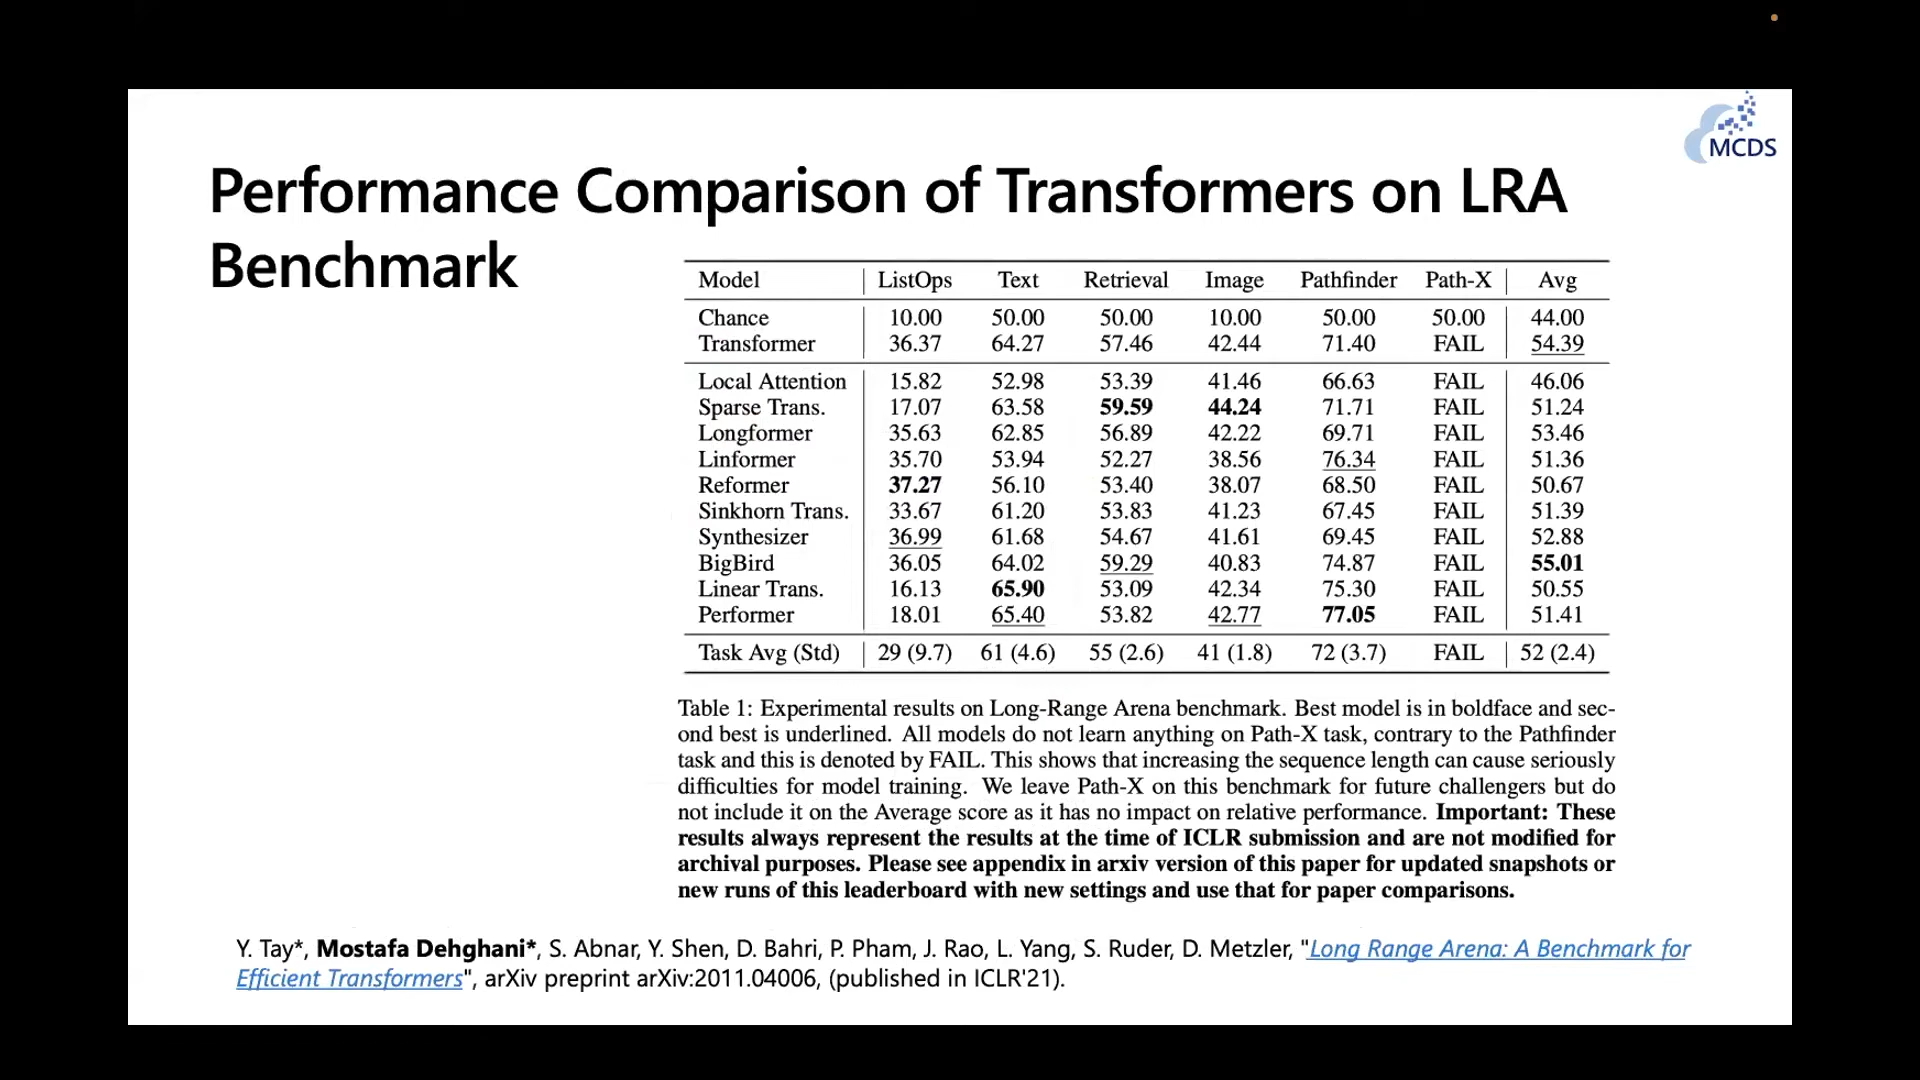 MCDS
Performance Comparison of Transformers on LRA
Benchmark
Model ListOps Text Retrieval Image Pathfinder Path-X Avg
Chance 10.00 50.00 50.00 10.00 50.00 50.00 44.00
Transformer 36.37 64.27 57.46 42.44 71.40 FAIL 54.39
Local Attention 15.82 52.98 53.39 41.46 66.63 FAIL 46.06
Sparse Trans. 17.07 63.58 59.59 44.24 71.71 FAIL 51.24
Longformer 35.63 62.85 56.89 42.22 69.71 FAIL 53.46
Linformer 35.70 53.94 52.27 38.56 76.34 FAIL 51.36
Reformer 37.27 56.10 53.40 38.07 68.50 FAIL 50.67
Sinkhorn Trans. 33.67 61.20 53.83 41.23 67.45 FAIL 51.39
Synthesizer 36.99 61.68 54.67 41.61 69.45 FAIL 52.88
BigBird 36.05 64.02 59.29 40.83 74.87 FAIL 55.01
Linear Trans. 16.13 65.90 53.09 42.34 75.30 FAIL 50.55
Performer 18.01 65.40 53.82 42.77 77.05 FAIL 51.41
Task Avg (Std) 29 (9.7) 61 (4.6) 55 (2.6) 41 (1.8) 72 (3.7) FAIL 52 (2.4)
Table 1: Experimental results on Long-Range Arena benchmark. Best model is in boldface and sec-
ond best is underlined. All models do not learn anything on Path-X task, contrary to the Pathfinder
task and this is denoted by FAIL. This shows that increasing the sequence length can cause seriously
difficulties for model training. We leave Path-X on this benchmark for future challengers but do
not include it on the Average score as it has no impact on relative performance. Important: These
results always represent the results at the time of ICLR submission and are not modified for
archival purposes. Please see appendix in arxiv version of this paper for updated snapshots or
new runs of this leaderboard with new settings and use that for paper comparisons.
Y. Tay*, Mostafa Dehghani*, S. Abnar, Y. Shen, D. Bahri, P. Pham, J. Rao, L. Yang, S. Ruder, D. Metzler, "Long Range Arena: A Benchmark for
Efficient Transformers", arXiv preprint arXiv:2011.04006, (published in ICLR'21).